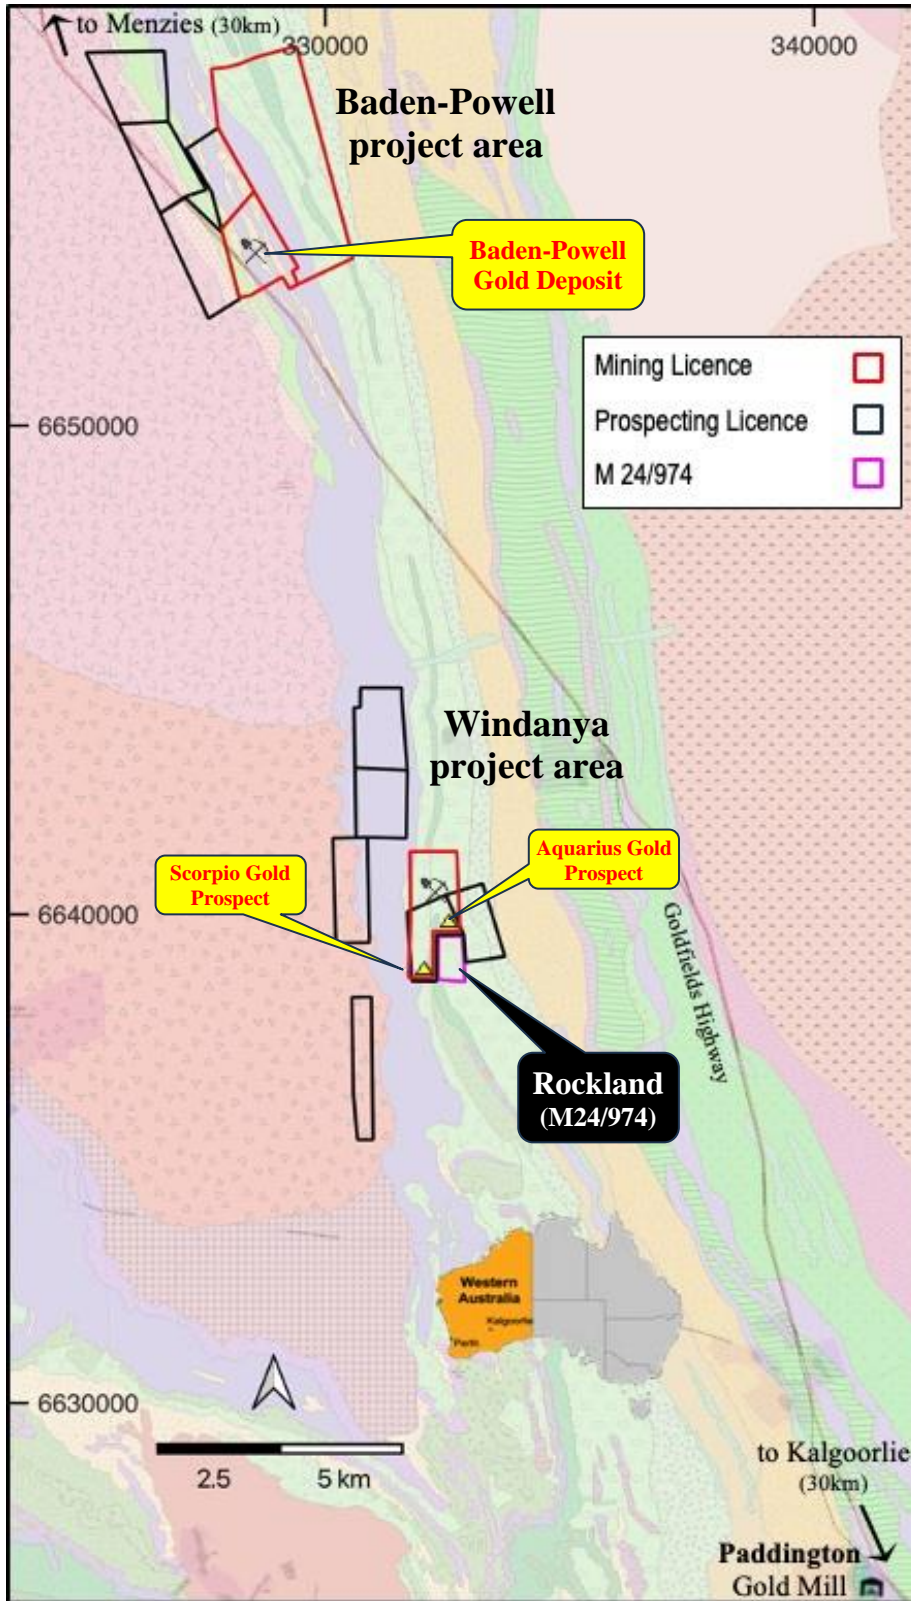 to Menzies (30km)
330000
340000
Baden-Powell
project area
Baden-Powell
Gold Deposit
Mining Licence
Prospecting Licence
M 24/974
6650000
Windanya
project area
Aquarius Gold
Prospect
Scorpio Gold
Prospect
6640000
Goldfields Highway
Rockland
(M24/974)
Western
Australia
Kalgoorlie
Perth
6630000
2.5
5 km
to Kalgoorlie
(30km)
Paddington
Gold Mill